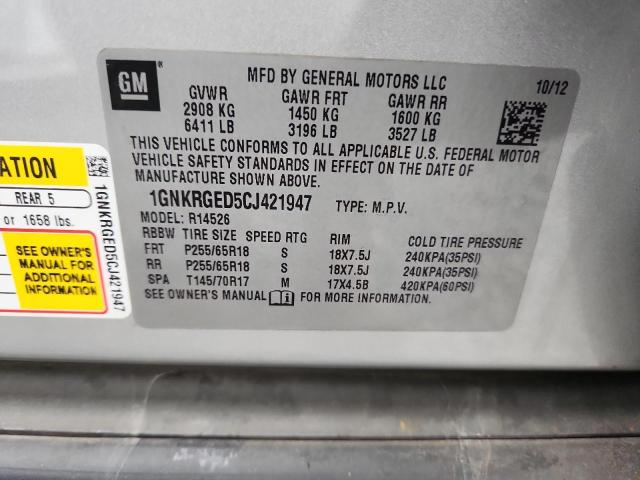 GM
MFD BY GENERAL MOTORS LLC
10/12
GVWR GAWR FRT GAWR RR
2908 KG 1450 KG 1600 KG
6411 LB 3196 LB 3527 LB
THIS VEHICLE CONFORMS TO ALL APPLICABLE U.S. FEDERAL MOTOR
VEHICLE SAFETY STANDARDS IN EFFECT ON THE DATE OF
MANUFACTURE SHOWN ABOVE.
1GNKRGED5CJ421947 TYPE: M.P.V.
MODEL: R14526
RBBW TIRE SIZE SPEED RTG RIM COLD TIRE PRESSURE
FRT P255/65R18 S 18X7.5J 240KPA(35PSI)
RR P255/65R18 S 18X7.5J 240KPA(35PSI)
SPA T145/70R17 M 17X4.5B 420KPA(60PSI)
SEE OWNER'S MANUAL i FOR MORE INFORMATION
ATION
REAR 5
or 1658 lbs.
SEE OWNER'S
MANUAL FOR
ADDITIONAL
INFORMATION
1GNKRGED5CJ421947